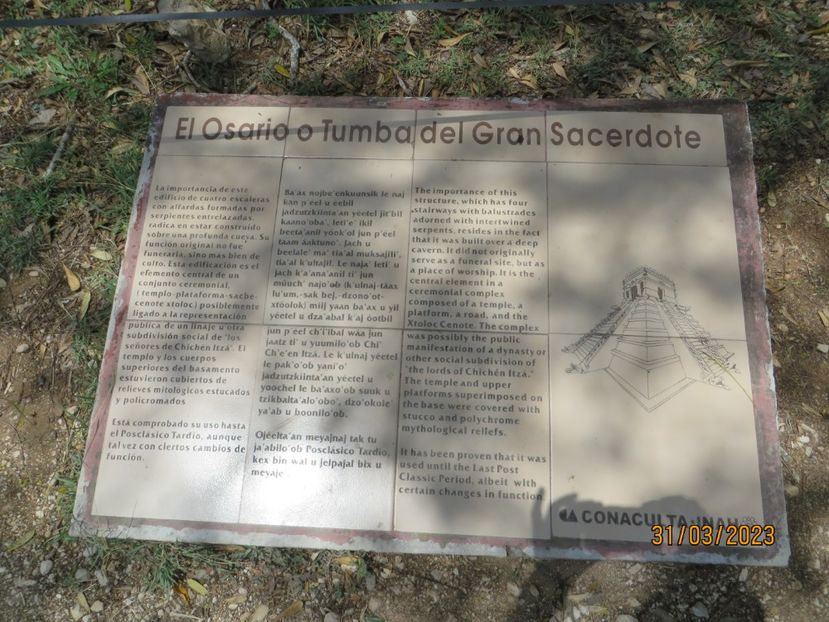 El Osario o Tumba del Gran Sacerdote
La importancia de este
edificio de cuatro escaleras
con alfardas formadas por
serpientes entrelazadas,
radica en estar construído
sobre una profunda cueva. Su
función original no fue
funeraria, sino mas bien de
culto. Esta edificación es el
elemento central de un
conjunto ceremonial,
( templo-plataforma-sacbé-
cenote xtoloc) posiblemente
ligado a la representación
pública de un linaje u otra
subdivisión social de "los
señores de Chichén Itzá". El
templo y los cuerpos
superiores del basamento
estuvieron cubiertos de
relieves mitologicos estucados
y policromados
Está comprobado su uso hasta
el Posclásico Tardío, aunque
tal vez con ciertos cambios de
función.
Ba'ax nojbe'enkuunsik le naj
kan p'éel u eebil
jadzutzkiinta'an yéetel jit'bil
kaano'oba', leti'e' ikil
beeta'anil yóok'ol jun p'éel
taam áaktuno'. Jach u
beelale' ma' tia'al muksajili',
tia'al k'ultajil. Le naja' leti' u
jach k'a'ana'anil ti' jun
múuch' najo'ob (k'ulnaj-táax
lu'um,-sak bej,-dzono'ot-
xtóolok) míij yaan ba'ax u yil
yéetel u dza'abal k'aj óotbil
jun p'éel ch'i'ibal wáa jun
jaatz ti' u yuumilo'ob Chi'
Ch'e'en Itzá. Le k'ulnaj yéetel
le pak'o'ob yani'o'
jadzutzkiinta'an yéetel u
yoochel le ba'axo'ob suuk u
tzikbalta'alo'obo', dzo'okole'
ya'ab u boonilo'ob.
Ojéelta'an meyajnaj tak tu
ja'abilo'ob Posclásico Tardío,
kex bin wal u jelpajal bix u
meyaje
The importance of this
structure, which has four
stairways with balustrades
adorned with intertwined
serpents, resides in the fact
that it was built over a deep
cavern. It did not originally
serve as a funeral site, but as
a place of worship. It is the
central element in a
ceremonial complex
composed of a temple, a
platform, a road, and the
Xtoloc Cenote. The complex
was possibly the public
manifestation of a dynasty or
other social subdivision of
"the lords of Chichén Itzá."
The temple and upper
platforms superimposed on
the base were covered with
stucco and polychrome
mythological reliefs.
It has been proven that it was
used until the Last Post
Classic Period, albeit with
certain changes in function.
CONACULTA-INAH
31/03/2023